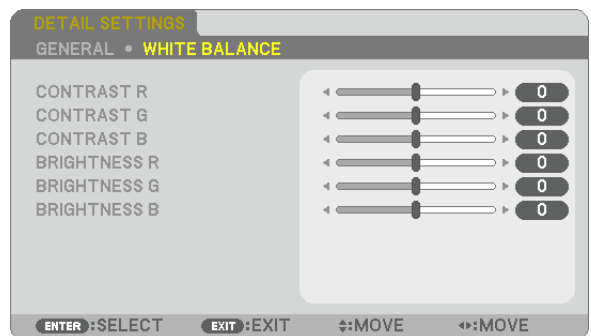 DETAIL SETTINGS
GENERAL • WHITE BALANCE
CONTRAST R 0
CONTRAST G 0
CONTRAST B 0
BRIGHTNESS R 0
BRIGHTNESS G 0
BRIGHTNESS B 0
ENTER :SELECT EXIT :EXIT :MOVE :MOVE